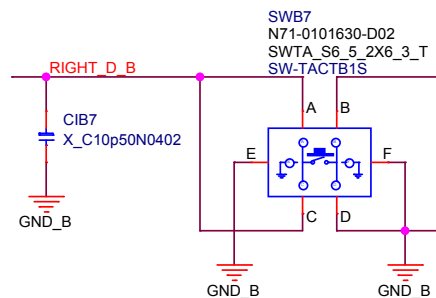 SWB7
N71-0101630-D02
SWTA_S6_5_2X6_3_T
SW-TACTB1S
RIGHT_D_B
A
B
CIB7
X_C10p50N0402
E
F
C
D
GND_B
GND_B
GND_B